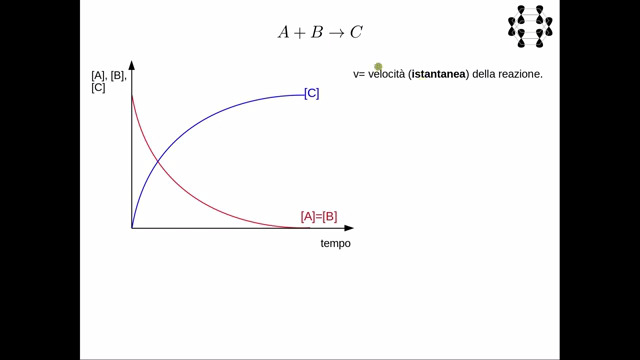 A + B → C
[A], [B],
[C]
v= velocità (istantanea) della reazione.
[C]
[A]=[B]
tempo